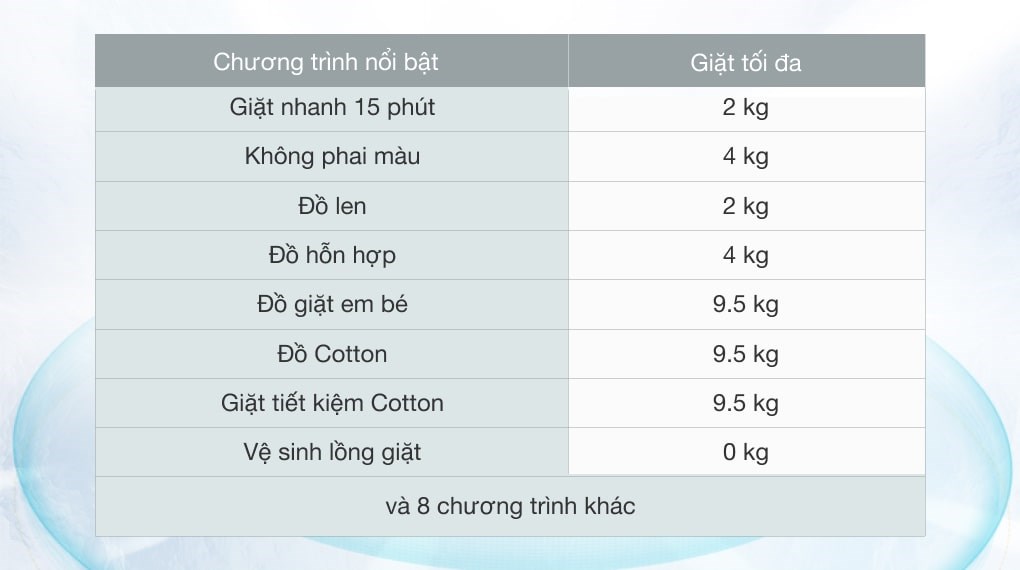 Chương trình nổi bật
Giặt tối đa
Giặt nhanh 15 phút
2 kg
Không phai màu
4 kg
Đồ len
2 kg
Đồ hỗn hợp
4 kg
Đồ giặt em bé
9.5 kg
Đồ Cotton
9.5 kg
Giặt tiết kiệm Cotton
9.5 kg
Vệ sinh lồng giặt
0 kg
và 8 chương trình khác